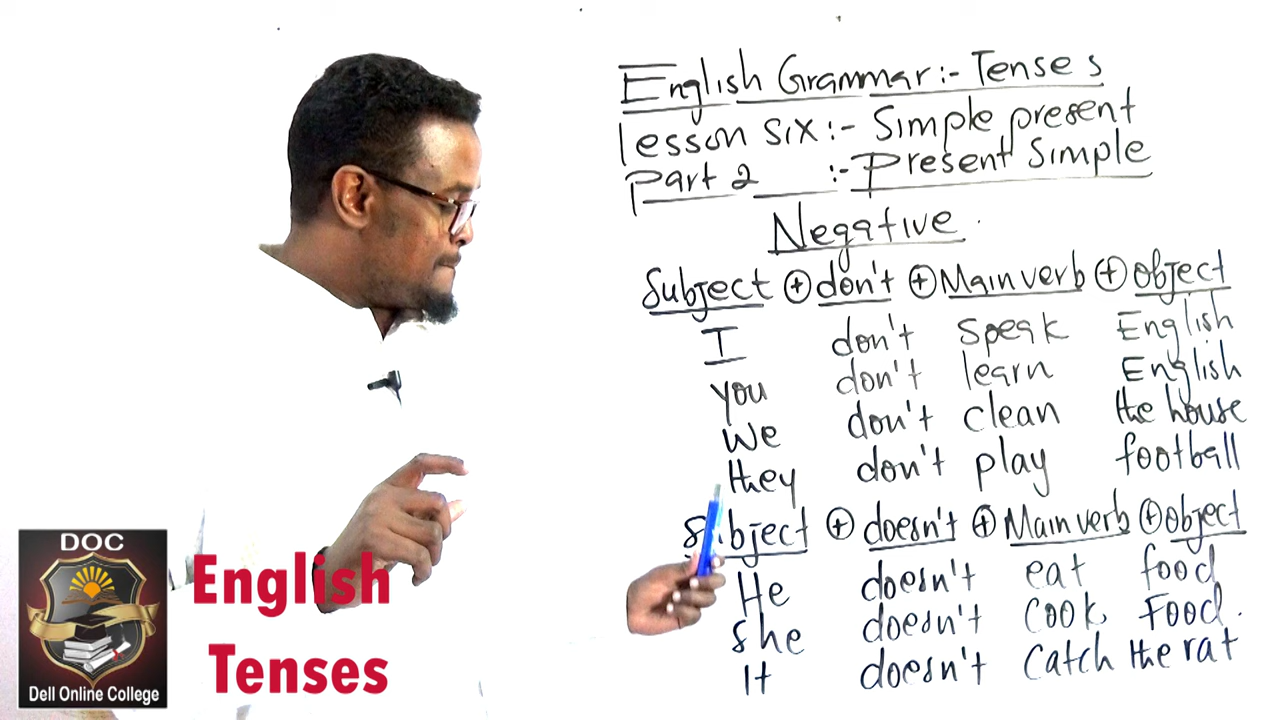 English Grammar:- Tenses
Lesson Six:- Simple present
Part 2 :- Present Simple
Negative.
Subject + don't + Main verb + object
I don't speak English
you don't learn English
We don't clean the house
they don't play football
Subject + doesn't + Main verb + object
He doesn't eat food
She doesn't cook Food.
It doesn't catch the rat
DOC
Dell Online College
English
Tenses